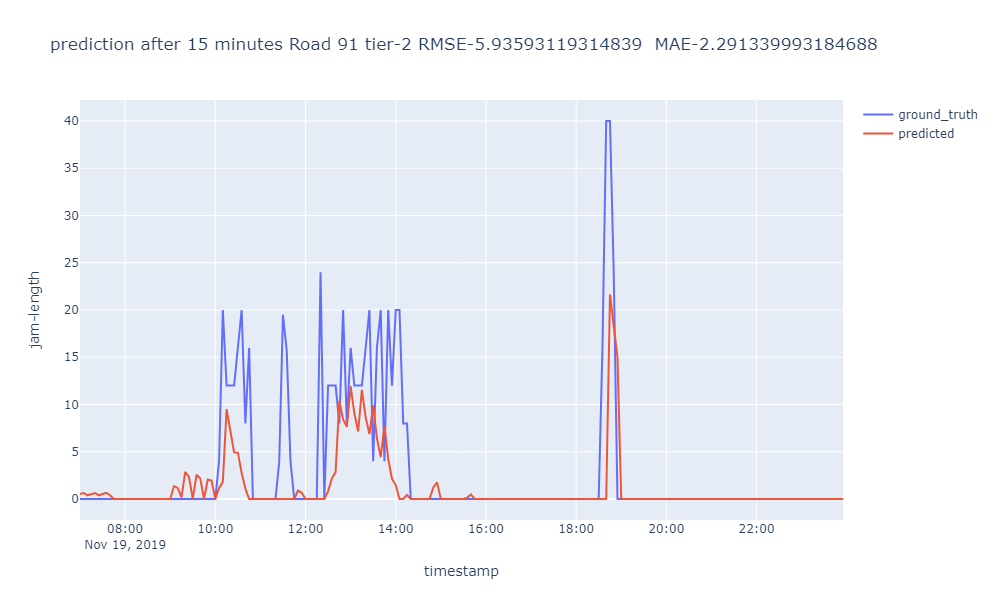 prediction after 15 minutes Road 91 tier-2 RMSE-5.93593119314839  MAE-2.291339993184688
ground_truth
predicted
40
35
30
25
20
15
10
5
0
jam-length
08:00 10:00 12:00 14:00 16:00 18:00 20:00 22:00
Nov 19, 2019
timestamp